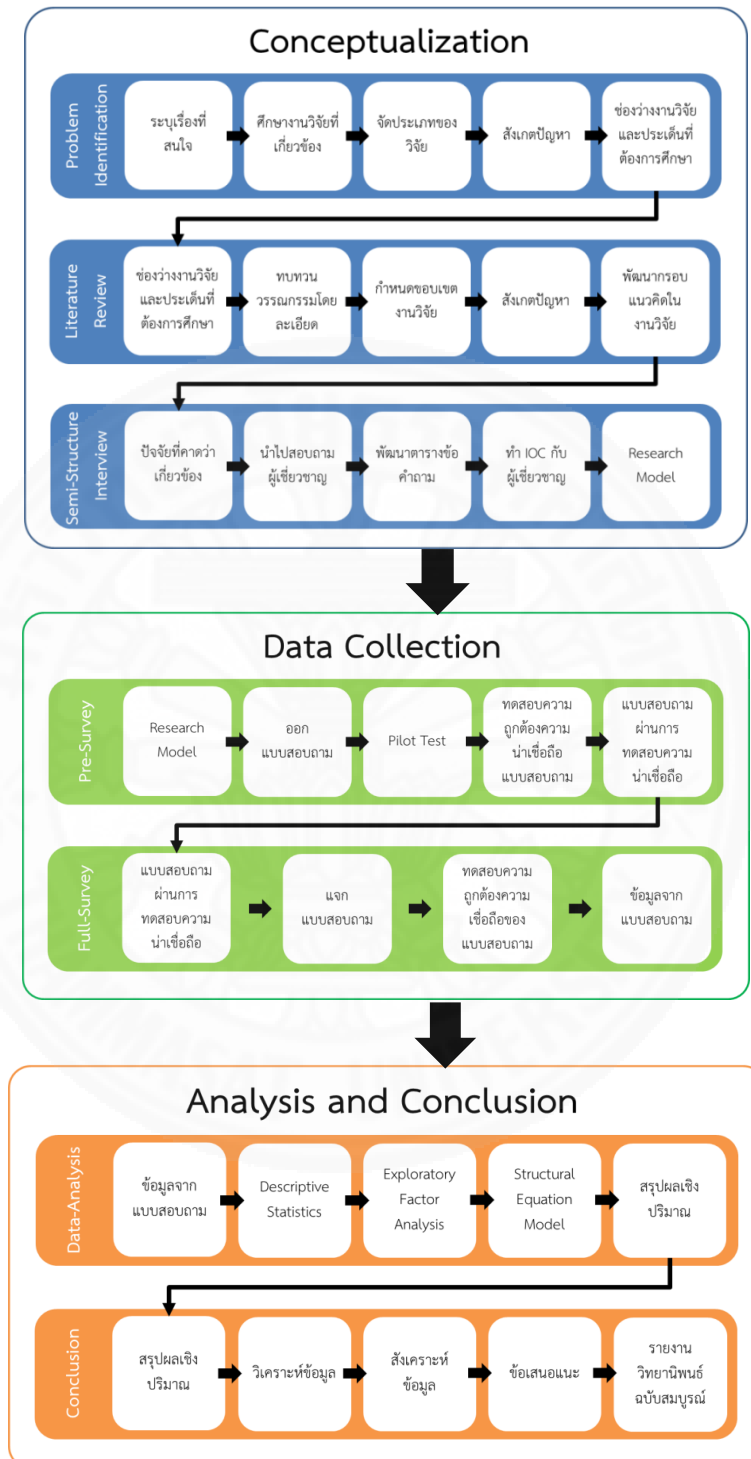 Conceptualization
Problem
Identification
ระบุเรื่องที่
สนใจ
ศึกษางานวิจัยที่
เกี่ยวข้อง
จัดประเภทของ
วิจัย
สังเกตปัญหา
ช่องว่างงานวิจัย
และประเด็นที่
ต้องการศึกษา
Literature
Review
ช่องว่างงานวิจัย
และประเด็นที่
ต้องการศึกษา
ทบทวน
วรรณกรรมโดย
ละเอียด
กำหนดขอบเขต
งานวิจัย
สังเกตปัญหา
พัฒนากรอบ
แนวคิดใน
งานวิจัย
Semi-Structure
Interview
ปัจจัยที่คาดว่า
เกี่ยวข้อง
นำไปสอบถาม
ผู้เชี่ยวชาญ
พัฒนาตารางข้อ
คำถาม
ทำ IOC กับ
ผู้เชี่ยวชาญ
Research
Model
Data Collection
Pre-Survey
Research
Model
ออก
แบบสอบถาม
Pilot Test
ทดสอบความ
ถูกต้องความ
น่าเชื่อถือ
แบบสอบถาม
แบบสอบถาม
ผ่านการ
ทดสอบความ
น่าเชื่อถือ
Full-Survey
แบบสอบถาม
ผ่านการ
ทดสอบความ
น่าเชื่อถือ
แจก
แบบสอบถาม
ทดสอบความ
ถูกต้องความ
เชื่อถือของ
แบบสอบถาม
ข้อมูลจาก
แบบสอบถาม
Analysis and Conclusion
Data-Analysis
ข้อมูลจาก
แบบสอบถาม
Descriptive
Statistics
Exploratory
Factor
Analysis
Structural
Equation
Model
สรุปผลเชิง
ปริมาณ
Conclusion
สรุปผลเชิง
ปริมาณ
วิเคราะห์ข้อมูล
สังเคราะห์
ข้อมูล
ข้อเสนอแนะ
รายงาน
วิทยานิพนธ์
ฉบับสมบูรณ์